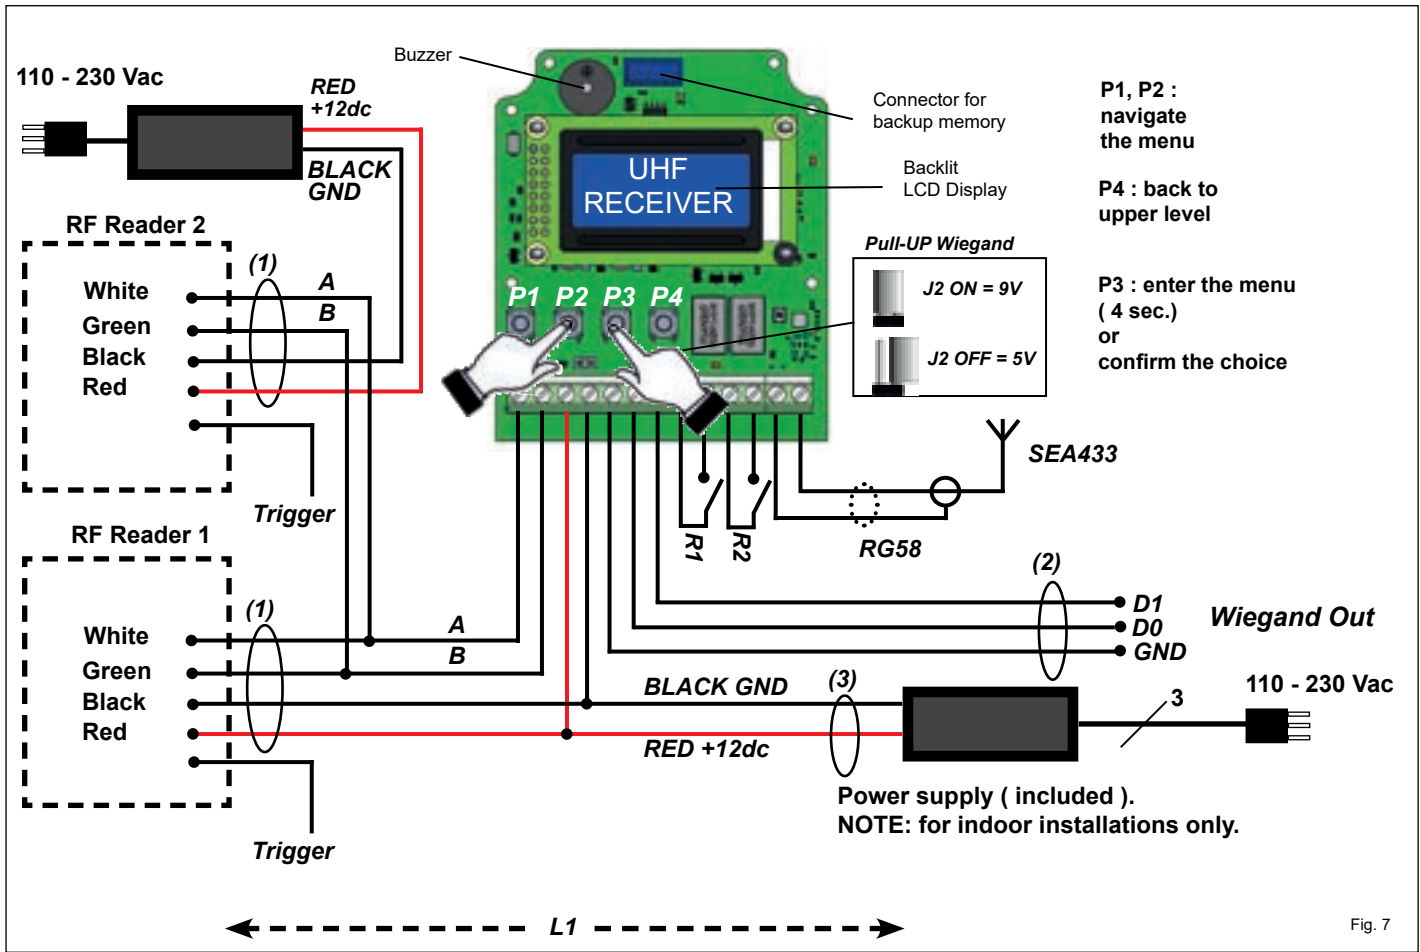 110 - 230 Vac
RED
+12dc
BLACK
GND
Buzzer
Connector for
backup memory
UHF
RECEIVER
Backlit
LCD Display
P1, P2 :
navigate
the menu
P4 : back to
upper level
P3 : enter the menu
( 4 sec.)
or
confirm the choice
Pull-UP Wiegand
J2 ON = 9V
J2 OFF = 5V
P1 P2 P3 P4
RF Reader 2
(1)
White
A
Green
B
Black
Red
Trigger
SEA433
RG58
R1
R2
RF Reader 1
(1)
White
A
Green
B
Black
Red
Trigger
(2)
D1
D0
GND
Wiegand Out
BLACK GND
(3)
RED +12dc
3
110 - 230 Vac
Power supply ( included ).
NOTE: for indoor installations only.
L1
Fig. 7